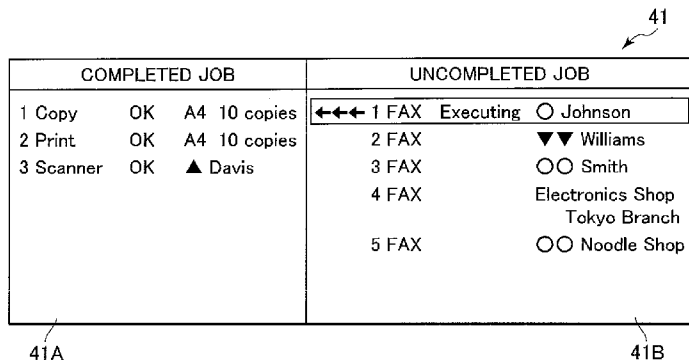 41
COMPLETED JOB
UNCOMPLETED JOB
1 Copy OK A4 10 copies
←←← 1 FAX Executing ○ Johnson
2 Print OK A4 10 copies
2 FAX ▼▼ Williams
3 Scanner OK ▲ Davis
3 FAX ○○ Smith
4 FAX Electronics Shop
Tokyo Branch
5 FAX ○○ Noodle Shop
41A
41B